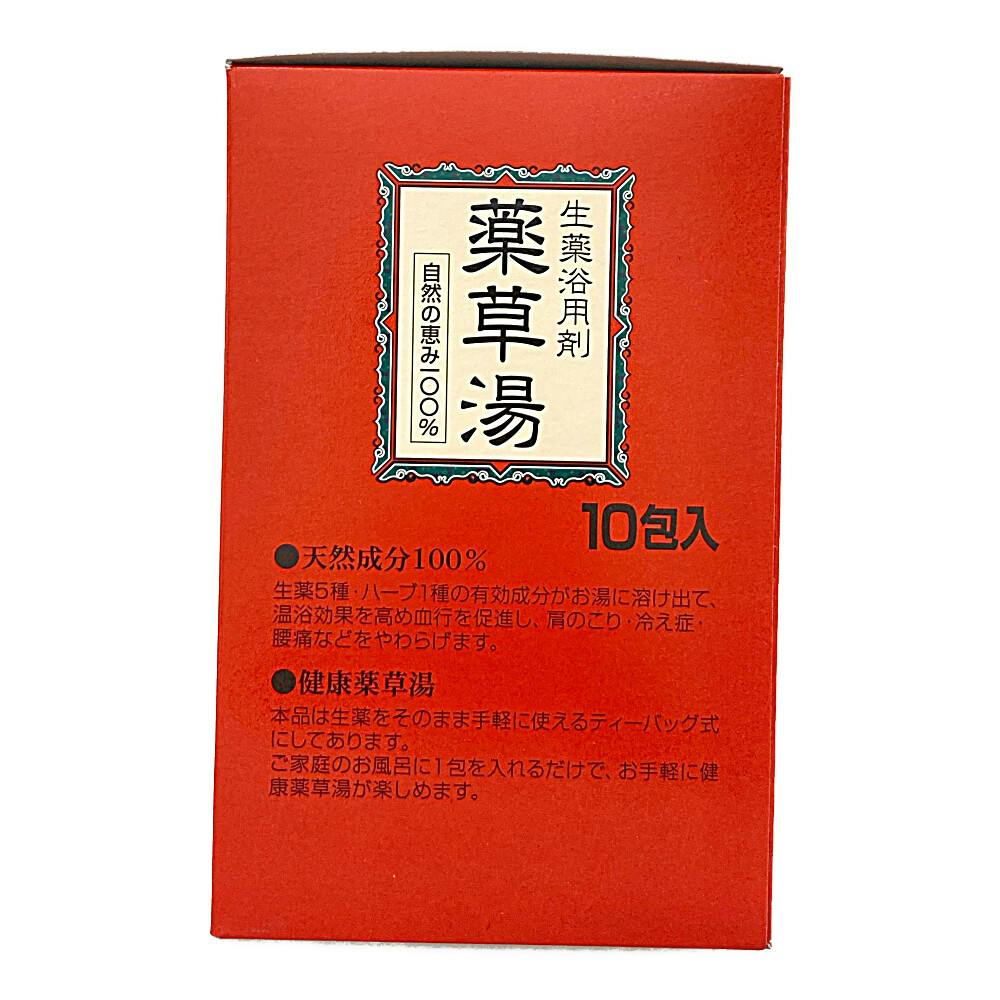 生薬浴用剤
薬草湯
自然の恵み一〇〇%
10包入
●天然成分100%
生薬5種・ハーブ1種の有効成分がお湯に溶け出て、
温浴効果を高め血行を促進し、肩のこり・冷え症・
腰痛などをやわらげます。
●健康薬草湯
本品は生薬をそのまま手軽に使えるティーバッグ式
にしてあります。
ご家庭のお風呂に1包を入れるだけで、お手軽に健
康薬草湯が楽しめます。